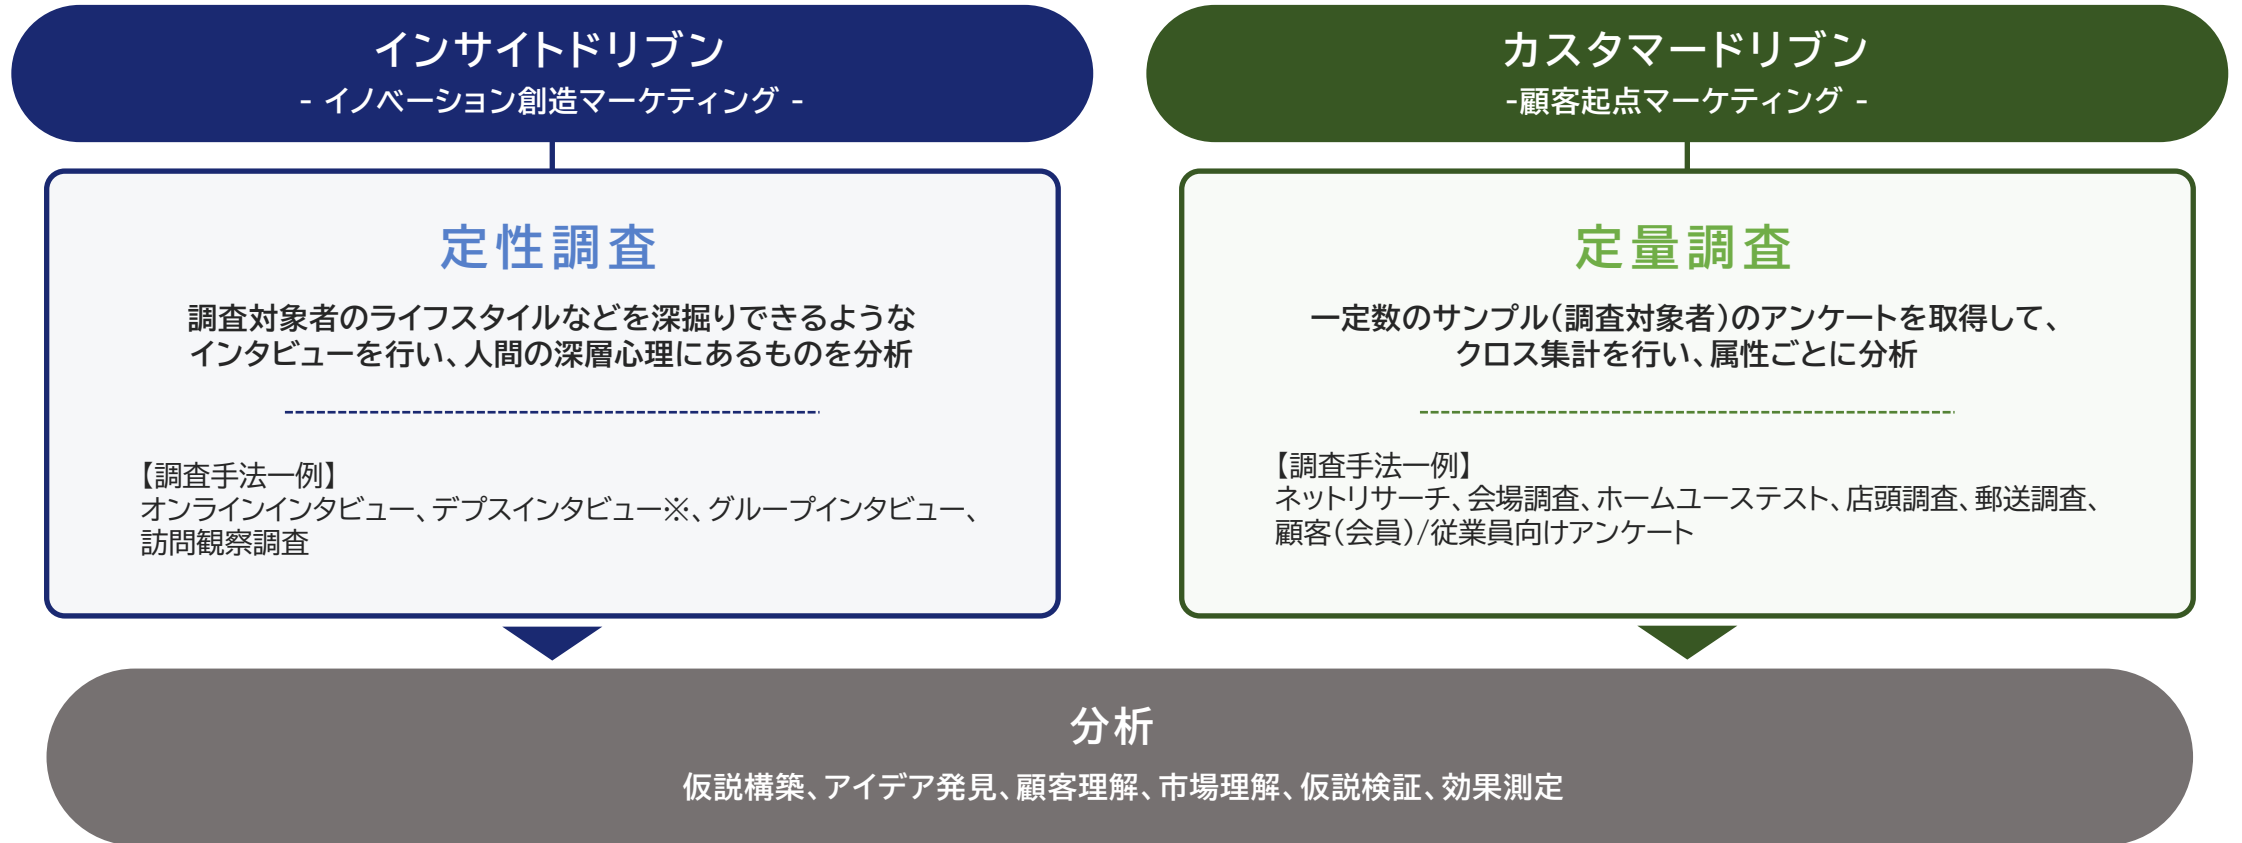 インサイトドリブン
- イノベーション創造マーケティング -
定性調査
調査対象者のライフスタイルなどを深掘りできるような
インタビューを行い、人間の深層心理にあるものを分析
【調査手法一例】
オンラインインタビュー、デプスインタビュー※、グループインタビュー、
訪問観察調査
カスタマードリブン
-顧客起点マーケティング -
定量調査
一定数のサンプル（調査対象者）のアンケートを取得して、
クロス集計を行い、属性ごとに分析
【調査手法一例】
ネットリサーチ、会場調査、ホームユーステスト、店頭調査、郵送調査、
顧客（会員）/従業員向けアンケート
分析
仮説構築、アイデア発見、顧客理解、市場理解、仮説検証、効果測定